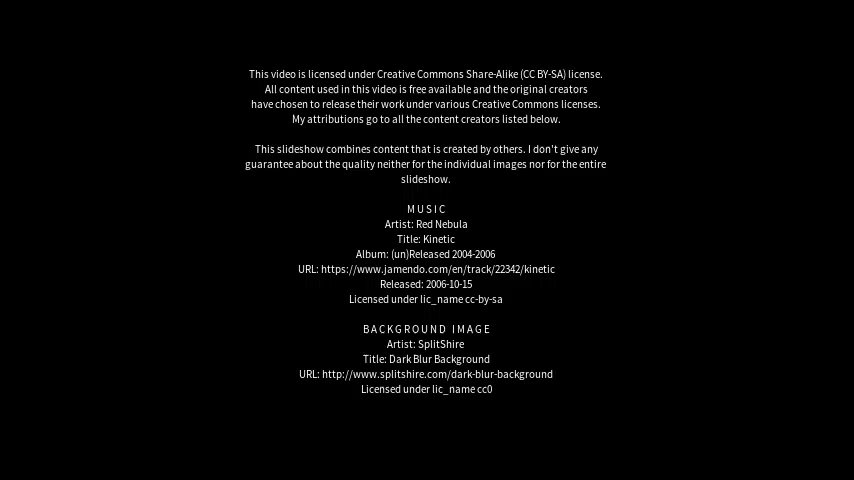 This video is licensed under Creative Commons Share-Alike (CC BY-SA) license.
All content used in this video is free available and the original creators
have chosen to release their work under various Creative Commons licenses.
My attributions go to all the content creators listed below.
This slideshow combines content that is created by others. I don't give any
guarantee about the quality neither for the individual images nor for the entire
slideshow.
MUSIC
Artist: Red Nebula
Title: Kinetic
Album: (un)Released 2004-2006
URL: https://www.jamendo.com/en/track/22342/kinetic
Released: 2006-10-15
Licensed under lic_name cc-by-sa
BACKGROUND IMAGE
Artist: SplitShire
Title: Dark Blur Background
URL: http://www.splitshire.com/dark-blur-background
Licensed under lic_name cc0